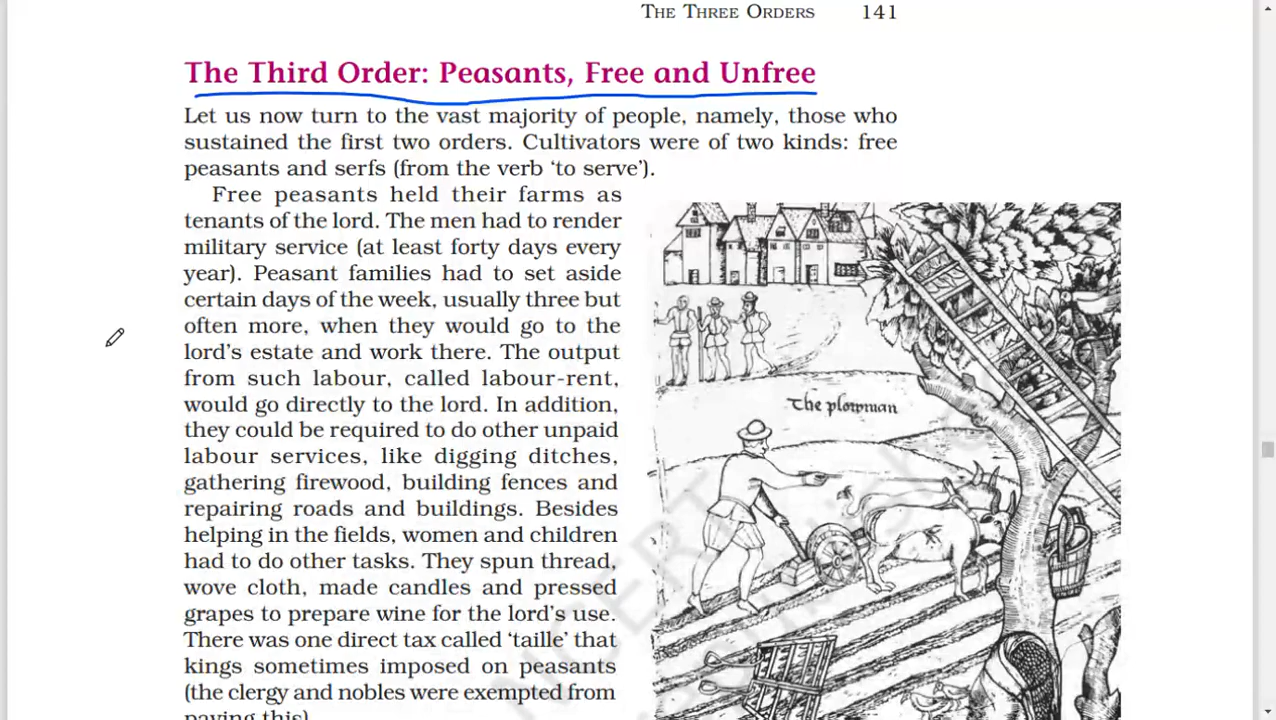 THE THREE ORDERS 141
The Third Order: Peasants, Free and Unfree
Let us now turn to the vast majority of people, namely, those who
sustained the first two orders. Cultivators were of two kinds: free
peasants and serfs (from the verb ‘to serve’).
Free peasants held their farms as
tenants of the lord. The men had to render
military service (at least forty days every
year). Peasant families had to set aside
certain days of the week, usually three but
often more, when they would go to the
lord’s estate and work there. The output
from such labour, called labour-rent,
would go directly to the lord. In addition,
they could be required to do other unpaid
labour services, like digging ditches,
gathering firewood, building fences and
repairing roads and buildings. Besides
helping in the fields, women and children
had to do other tasks. They spun thread,
wove cloth, made candles and pressed
grapes to prepare wine for the lord’s use.
There was one direct tax called ‘taille’ that
kings sometimes imposed on peasants
(the clergy and nobles were exempted from
paying this)
The plowman
NCERT